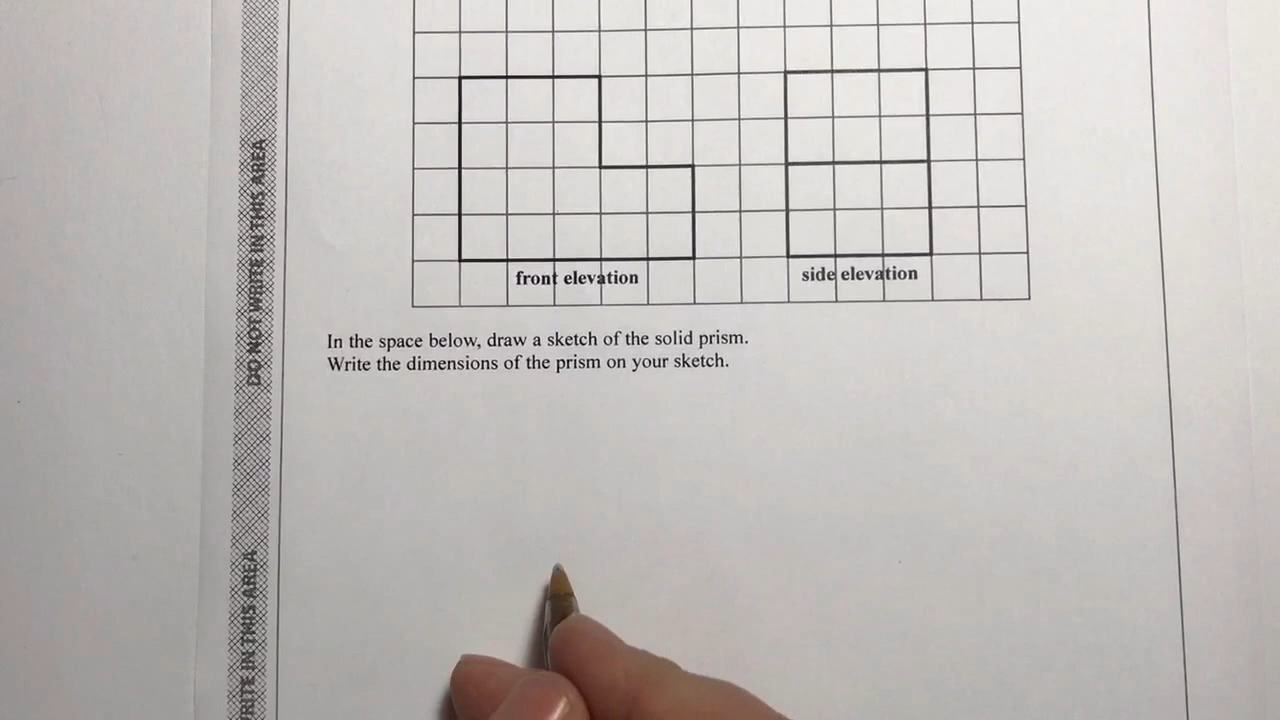 DO NOT WRITE IN THIS AREA
front elevation
side elevation
In the space below, draw a sketch of the solid prism.
Write the dimensions of the prism on your sketch.
RITE IN THIS AREA